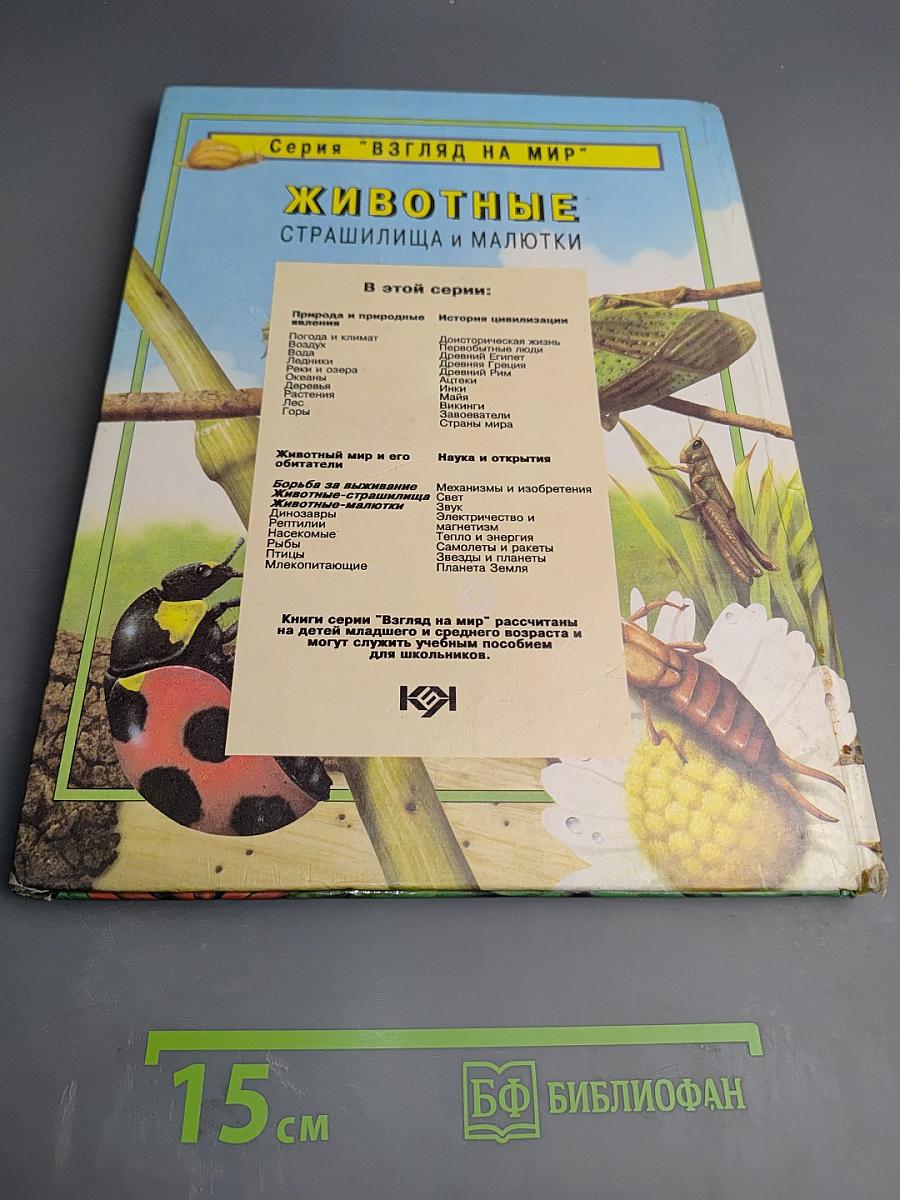 Серия "ВЗГЛЯД НА МИР"
ЖИВОТНЫЕ
СТРАШИЛИЩА и МАЛЮТКИ
В этой серии:
Природа и природные
явления
Погода и климат
Воздух
Вода
Ледники
Реки и озера
Океаны
Деревья
Растения
Лес
Горы
История цивилизации
Доисторическая жизнь
Первобытные люди
Древний Египет
Древняя Греция
Древний Рим
Ацтеки
Инки
Майя
Викинги
Завоеватели
Страны мира
Животный мир и его
обитатели
Борьба за выживание
Животные-страшилища
Животные-малютки
Динозавры
Рептилии
Насекомые
Рыбы
Птицы
Млекопитающие
Наука и открытия
Механизмы и изобретения
Свет
Звук
Электричество и
магнетизм
Тепло и энергия
Самолеты и ракеты
Звезды и планеты
Планета Земля
Книги серии "Взгляд на мир" рассчитаны
на детей младшего и среднего возраста и
могут служить учебным пособием
для школьников.
15 см
БФ БИБЛИОФАН